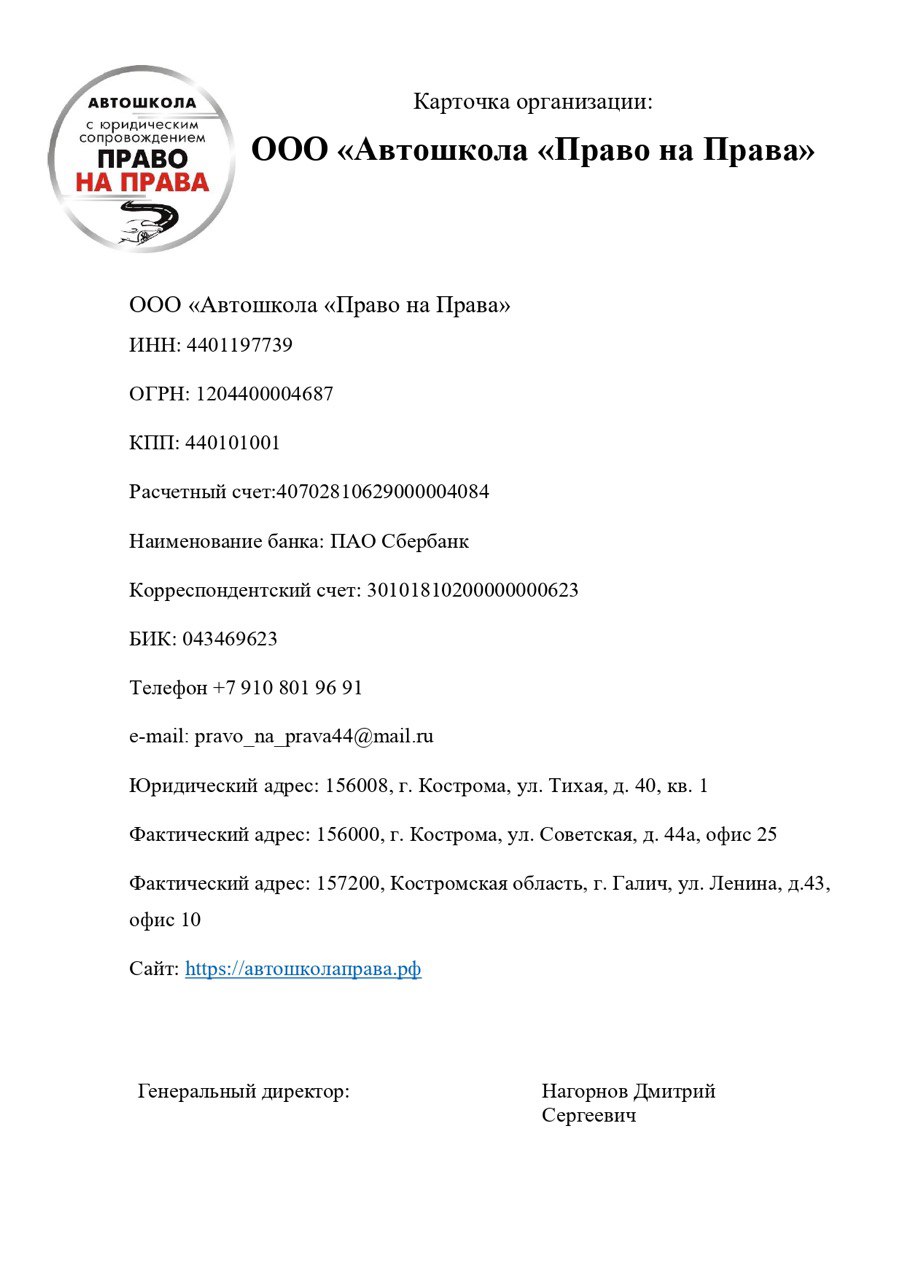 АВТОШКОЛА
с юридическим
сопровождением
ПРАВО
НА ПРАВА
Карточка организации:
ООО «Автошкола «Право на Права»
ООО «Автошкола «Право на Права»
ИНН: 4401197739
ОГРН: 1204400004687
КПП: 440101001
Расчетный счет:40702810629000004084
Наименование банка: ПАО Сбербанк
Корреспондентский счет: 30101810200000000623
БИК: 043469623
Телефон +7 910 801 96 91
e-mail: pravo_na_prava44@mail.ru
Юридический адрес: 156008, г. Кострома, ул. Тихая, д. 40, кв. 1
Фактический адрес: 156000, г. Кострома, ул. Советская, д. 44а, офис 25
Фактический адрес: 157200, Костромская область, г. Галич, ул. Ленина, д.43,
офис 10
Сайт: https://автошколаправа.рф
Генеральный директор:
Нагорнов Дмитрий
Сергеевич